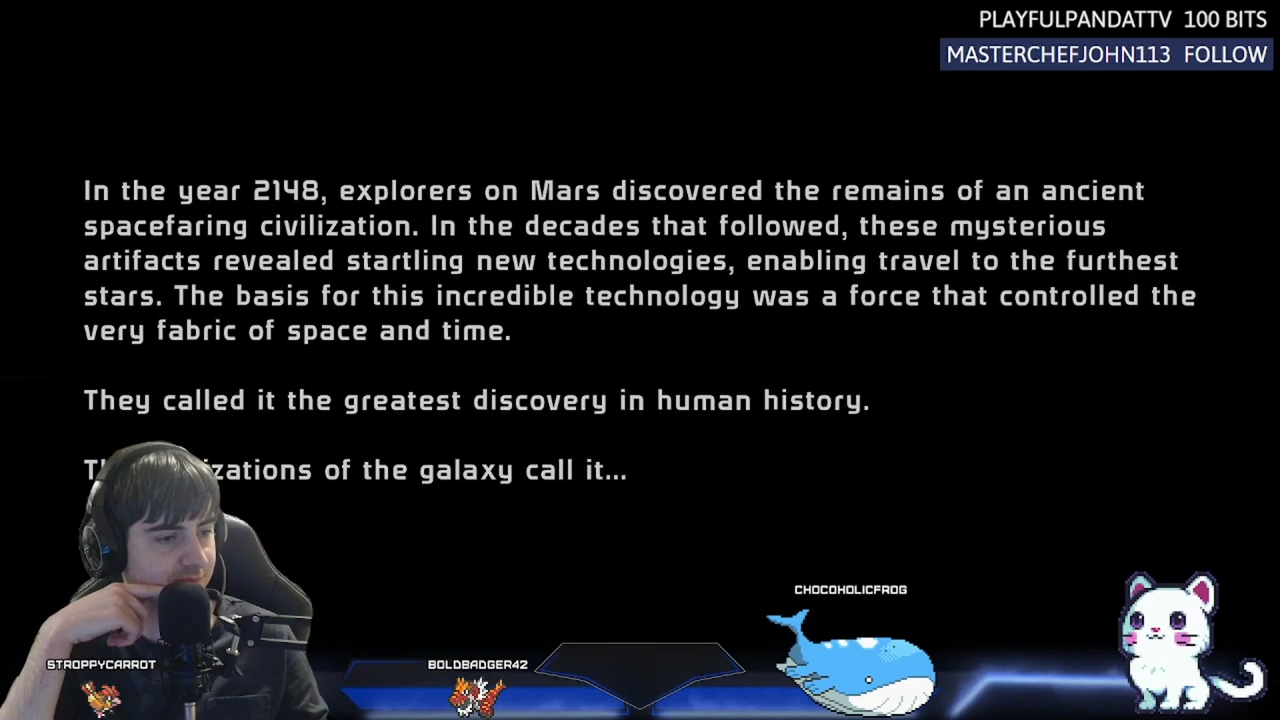 PLAYFULPANDATTV 100 BITS
MASTERCHEFJOHN113 FOLLOW
In the year 2148, explorers on Mars discovered the remains of an ancient
spacefaring civilization. In the decades that followed, these mysterious
artifacts revealed startling new technologies, enabling travel to the furthest
stars. The basis for this incredible technology was a force that controlled the
very fabric of space and time.
They called it the greatest discovery in human history.
of the galaxy call it...
CHOCOHOLICFROG
STROPPYCARROT
BOLDBADGER42